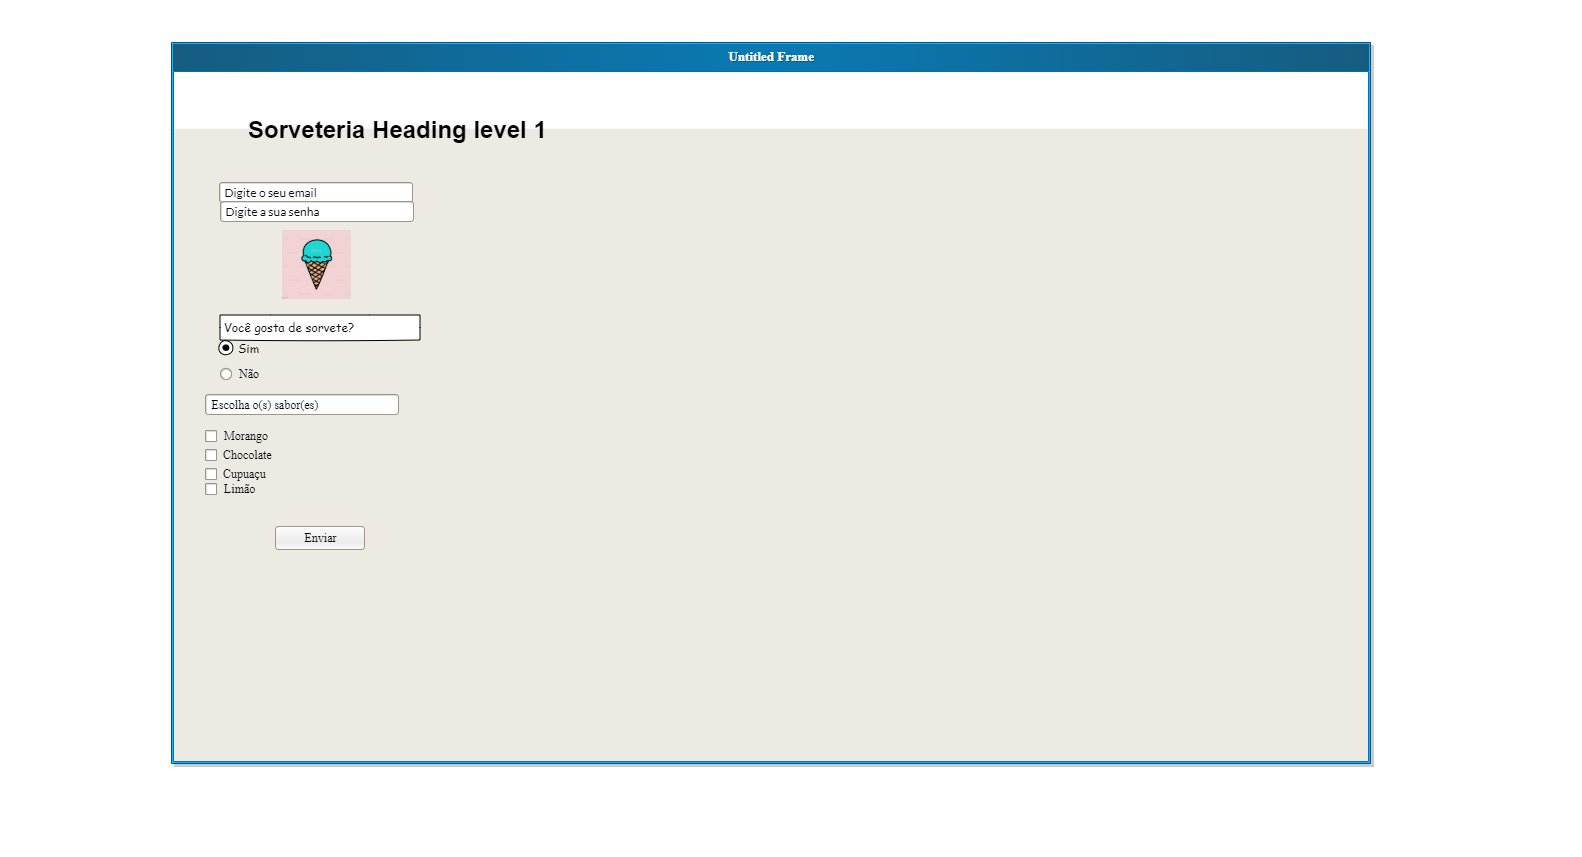 Untitled Frame
Sorveteria Heading level 1
Digite o seu email
Digite a sua senha
Você gosta de sorvete?
Sim
Não
Escolha o(s) sabor(es)
Morango
Chocolate
Cupuaçu
Limão
Enviar